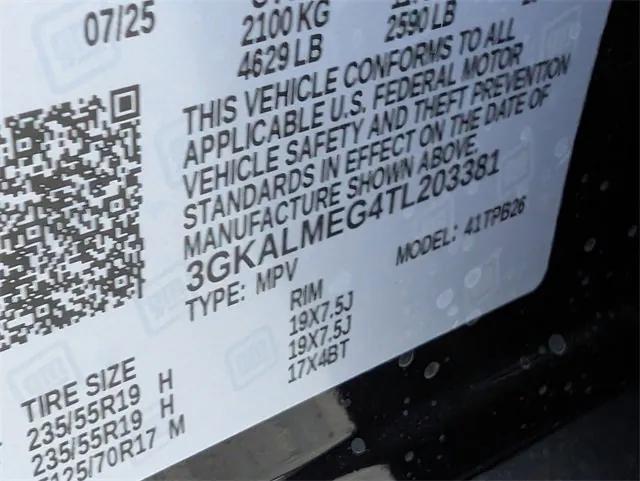 07/25
2100 KG
4629 LB
2590 LB
THIS VEHICLE CONFORMS TO ALL
APPLICABLE U.S. FEDERAL MOTOR
VEHICLE SAFETY AND THEFT PREVENTION
STANDARDS IN EFFECT ON THE DATE OF
MANUFACTURE SHOWN ABOVE.
3GKALMEG4TL203381
TYPE: MPV
MODEL: 41TPB26
TIRE SIZE
RIM
235/55R19 H
19X7.5J
235/55R19 H
19X7.5J
T125/70R17 M
17X4BT